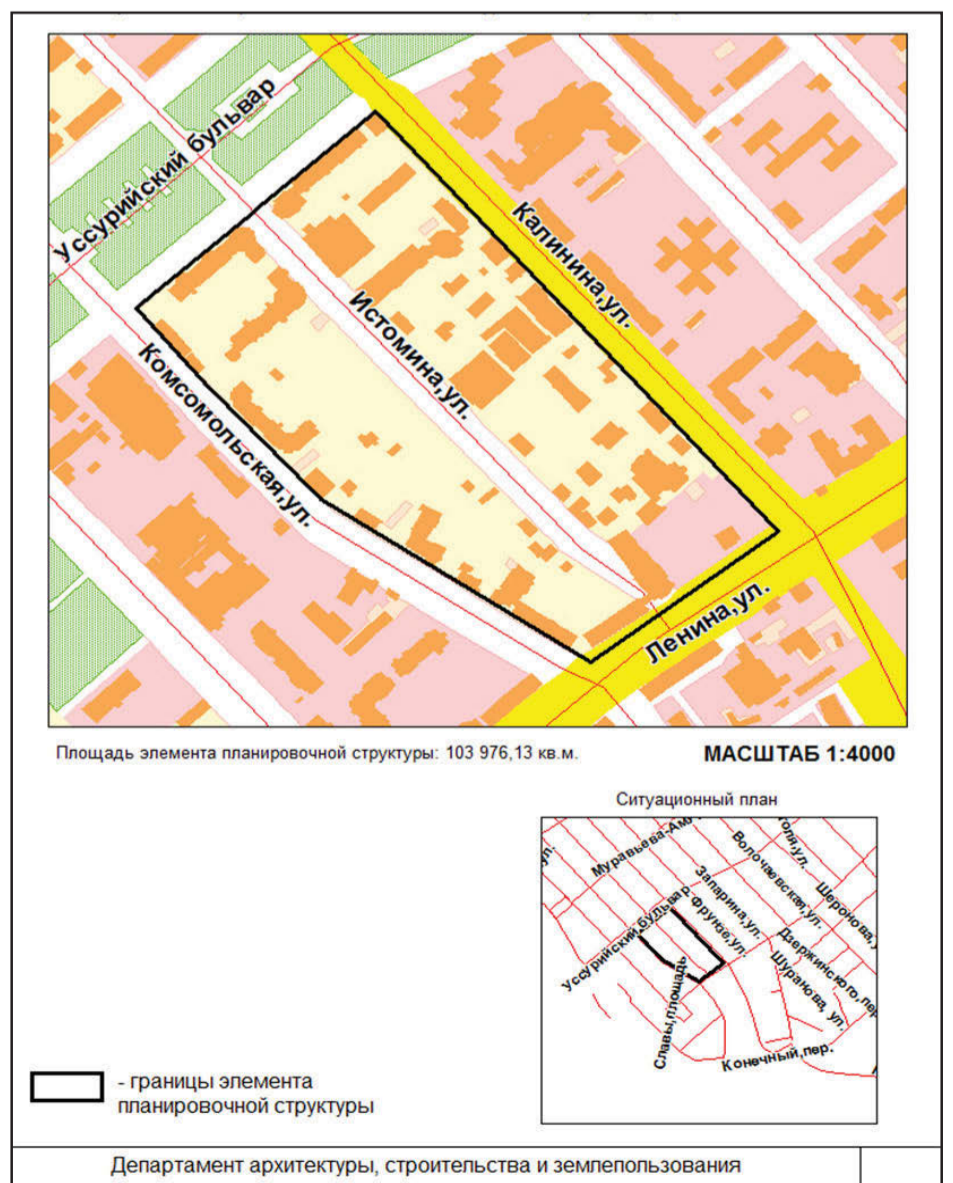 Уссурийский бульвар
Калинина,ул.
Истомина,ул.
Комсомольская,ул.
Ленина,ул.
Площадь элемента планировочной структуры: 103 976,13 кв.м.
МАСШТАБ 1:4000
Ситуационный план
Муравьева-Ам
Волочаевская,ул.
Запарина,ул.
Фрунзе,ул.
Шеронова,
Уссурийский,бульвар
Дзержинского,пер
Шуранова, ул.
Славы,площадь
Конечный,пер.
- границы элемента
планировочной структуры
Департамент архитектуры, строительства и землепользования